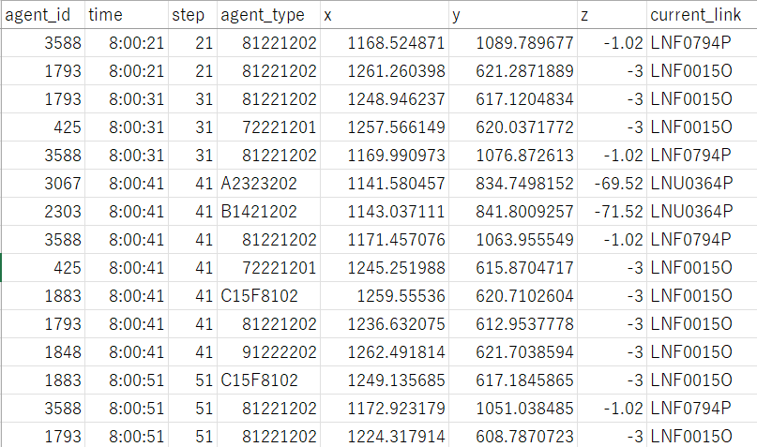 agent_id time step agent_type x y z current_link
3588 8:00:21 21 81221202 1168.524871 1089.789677 -1.02 LNF0794P
1793 8:00:21 21 81221202 1261.260398 621.2871889 -3 LNF0015O
1793 8:00:31 31 81221202 1248.946237 617.1204834 -3 LNF0015O
425 8:00:31 31 72221201 1257.566149 620.0371772 -3 LNF0015O
3588 8:00:31 31 81221202 1169.990973 1076.872613 -1.02 LNF0794P
3067 8:00:41 41 A2323202 1141.580457 834.7498152 -69.52 LNU0364P
2303 8:00:41 41 B1421202 1143.037111 841.8009257 -71.52 LNU0364P
3588 8:00:41 41 81221202 1171.457076 1063.955549 -1.02 LNF0794P
425 8:00:41 41 72221201 1245.251988 615.8704717 -3 LNF0015O
1883 8:00:41 41 C15F8102 1259.55536 620.7102604 -3 LNF0015O
1793 8:00:41 41 81221202 1236.632075 612.9537778 -3 LNF0015O
1848 8:00:41 41 91222202 1262.491814 621.7038594 -3 LNF0015O
1883 8:00:51 51 C15F8102 1249.135685 617.1845865 -3 LNF0015O
3588 8:00:51 51 81221202 1172.923179 1051.038485 -1.02 LNF0794P
1793 8:00:51 51 81221202 1224.317914 608.7870723 -3 LNF0015O